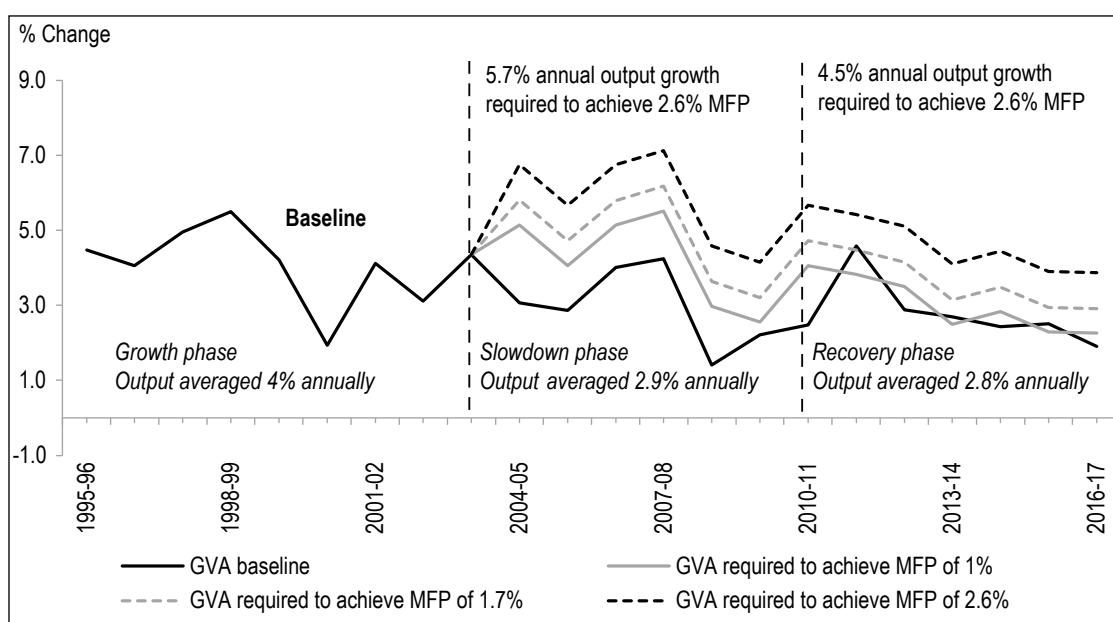 % Change
9.0
7.0
5.0
3.0
1.0
-1.0
5.7% annual output growth
required to achieve 2.6% MFP
4.5% annual output growth
required to achieve 2.6% MFP
Baseline
Growth phase
Output averaged 4% annually
Slowdown phase
Output averaged 2.9% annually
Recovery phase
Output averaged 2.8% annually
1995-96
1998-99
2001-02
2004-05
2007-08
2010-11
2013-14
2016-17
GVA baseline
GVA required to achieve MFP of 1%
GVA required to achieve MFP of 1.7%
GVA required to achieve MFP of 2.6%